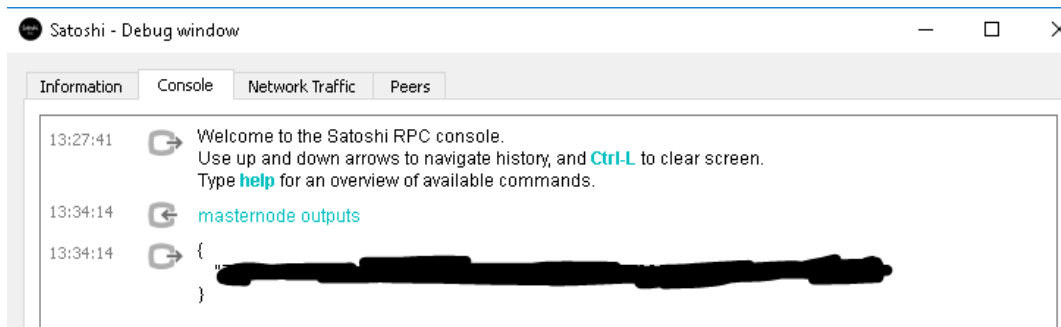 Satoshi - Debug window
Information Console Network Traffic Peers
13:27:41 Welcome to the Satoshi RPC console.
Use up and down arrows to navigate history, and Ctrl-L to clear screen.
Type help for an overview of available commands.
13:34:14 masternode outputs
13:34:14 {
}